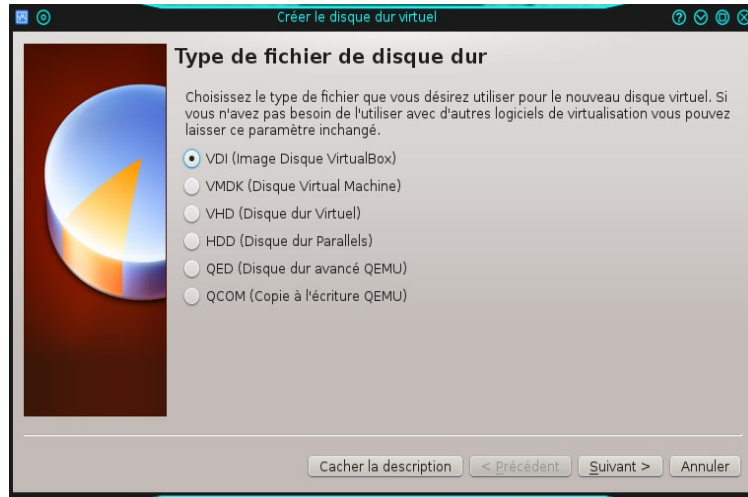 Créer le disque dur virtuel
Type de fichier de disque dur
Choisissez le type de fichier que vous désirez utiliser pour le nouveau disque virtuel. Si
vous n'avez pas besoin de l'utiliser avec d'autres logiciels de virtualisation vous pouvez
laisser ce paramètre inchangé.
VDI (Image Disque VirtualBox)
VMDK (Disque Virtual Machine)
VHD (Disque dur Virtuel)
HDD (Disque dur Parallels)
QED (Disque dur avancé QEMU)
QCOM (Copie à l'écriture QEMU)
Cacher la description < Précédent Suivant > Annuler